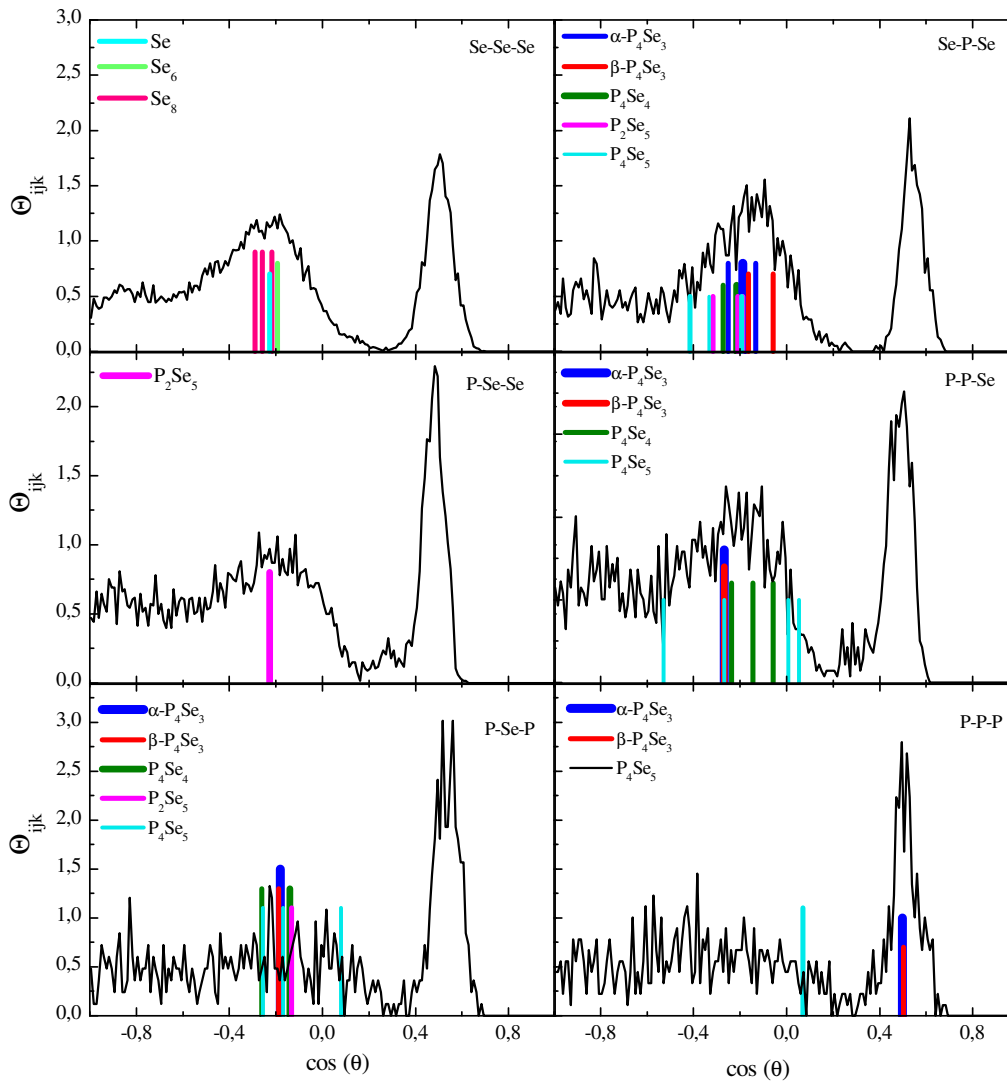 3,0
2,5
2,0
1,5
1,0
0,5
0,0
Θijk
Se
Se6
Se8
Se-Se-Se
α-P4Se3
β-P4Se3
P4Se4
P2Se5
P4Se5
Se-P-Se
2,0
1,5
1,0
0,5
0,0
Θijk
P2Se5
P-Se-Se
α-P4Se3
β-P4Se3
P4Se4
P4Se5
P-P-Se
3,0
2,5
2,0
1,5
1,0
0,5
0,0
Θijk
α-P4Se3
β-P4Se3
P4Se4
P2Se5
P4Se5
P-Se-P
α-P4Se3
β-P4Se3
P4Se5
P-P-P
-0,8 -0,4 0,0 0,4 0,8
-0,8 -0,4 0,0 0,4 0,8
cos (θ)
cos (θ)